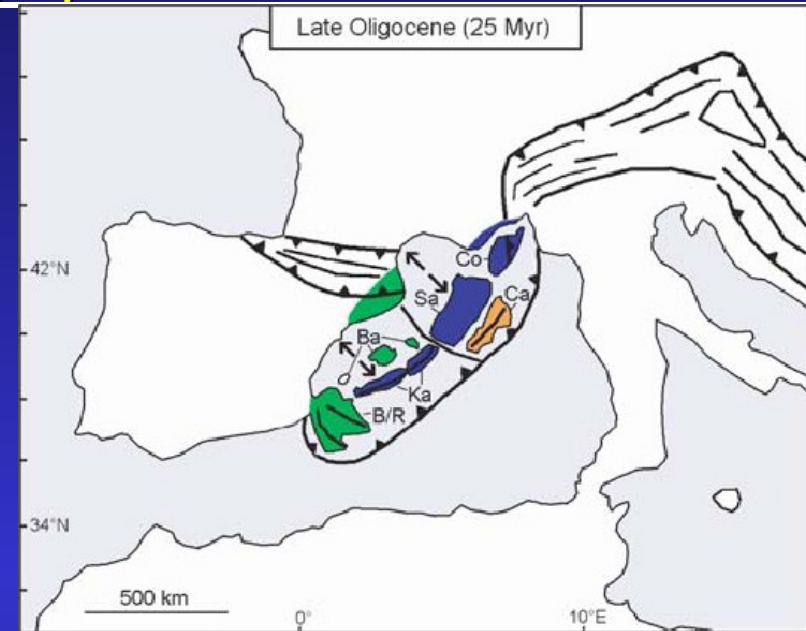 Late Oligocene (25 Myr)
42°N
Co
Sa
Ca
Ba
Ka
B/R
34°N
500 km
0°
10°E